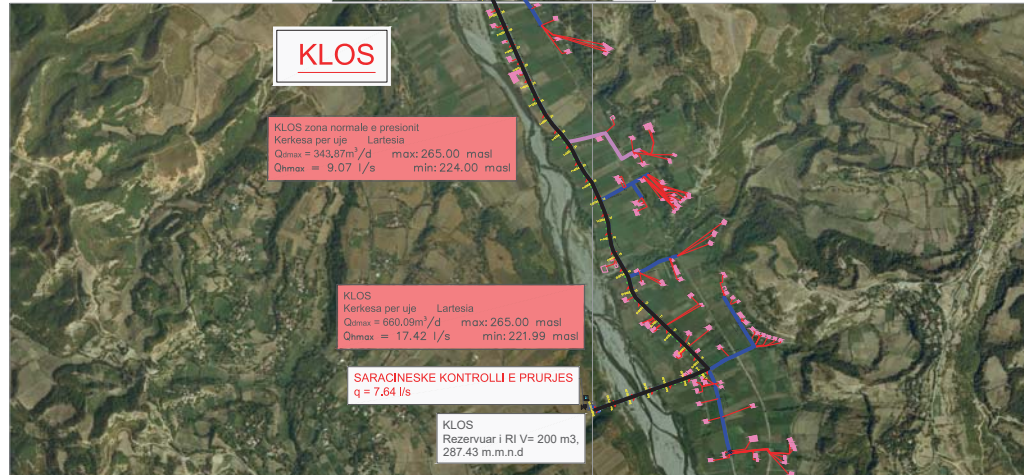 KLOS
KLOS zona normale e presionit
Kerkesa per uje Lartesia
Qdmax = 343.87m³/d max: 265.00 masl
Qhmax = 9.07 l/s min: 224.00 masl
KLOS
Kerkesa per uje Lartesia
Qdmax = 660.09m³/d max: 265.00 masl
Qhmax = 17.42 l/s min: 221.99 masl
SARACINESKE KONTROLLI E PRURJES
q = 7.64 l/s
KLOS
Rezervuar i RI V= 200 m3,
287.43 m.m.n.d